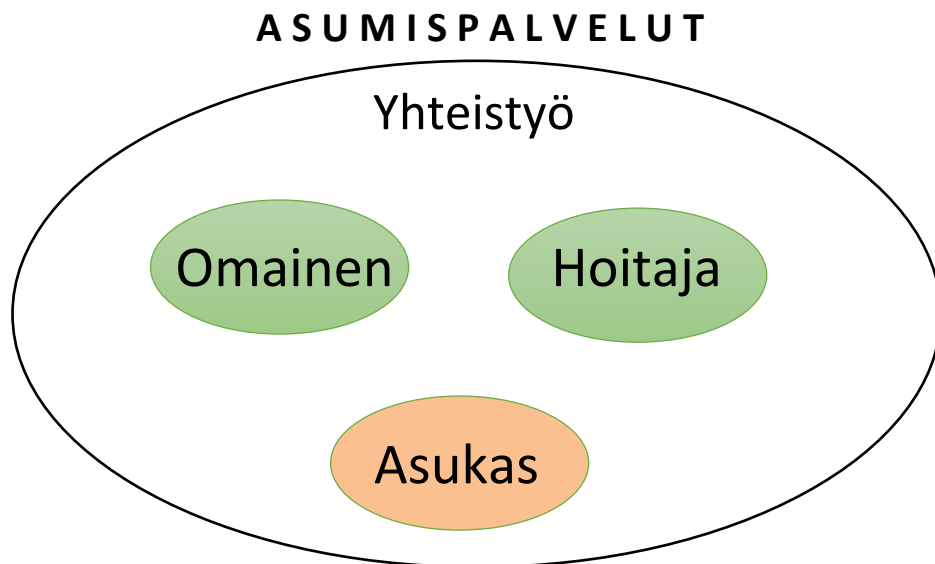 ASUMISPALVELUT
Yhteistyö
Omainen
Hoitaja
Asukas